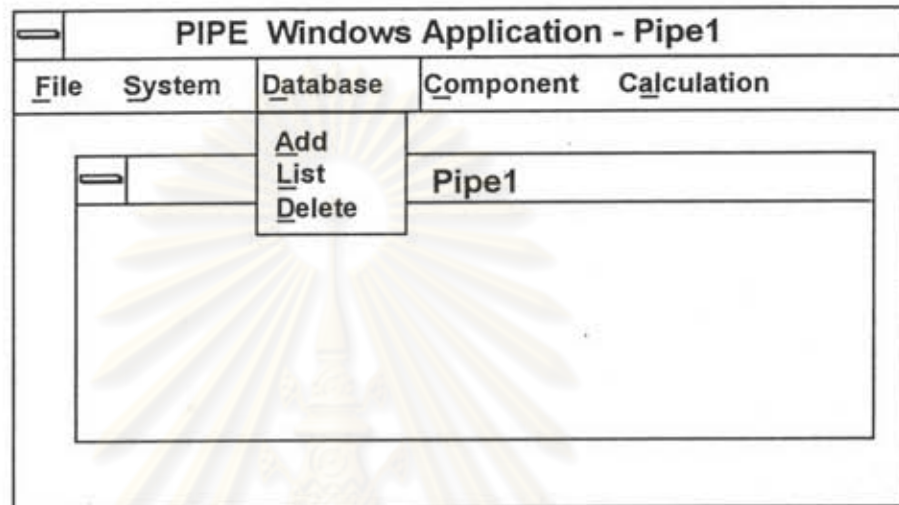 PIPE Windows Application - Pipe1
File System Database Component Calculation
Add
List
Delete
Pipe1